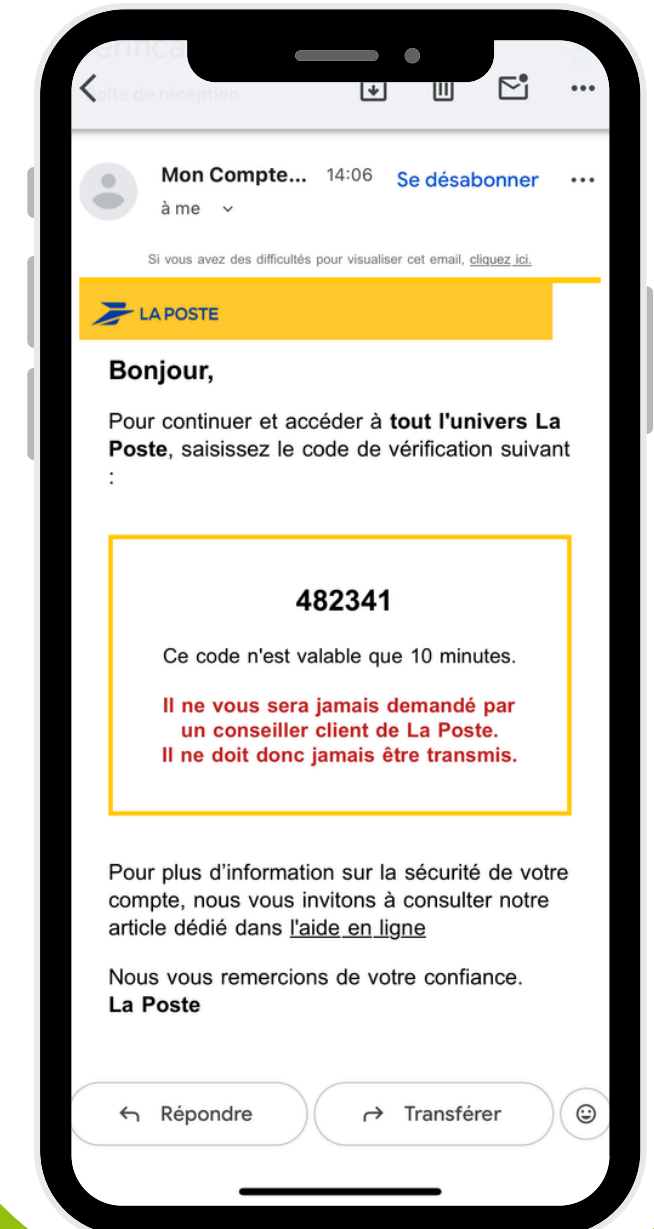 Boîte de réception
Mon Compte... 14:06 Se désabonner
à me
Si vous avez des difficultés pour visualiser cet email, cliquez ici.
LA POSTE
Bonjour,
Pour continuer et accéder à tout l'univers La
Poste, saisissez le code de vérification suivant
:
482341
Ce code n'est valable que 10 minutes.
Il ne vous sera jamais demandé par
un conseiller client de La Poste.
Il ne doit donc jamais être transmis.
Pour plus d’information sur la sécurité de votre
compte, nous vous invitons à consulter notre
article dédié dans l'aide en ligne
Nous vous remercions de votre confiance.
La Poste
Répondre Transférer